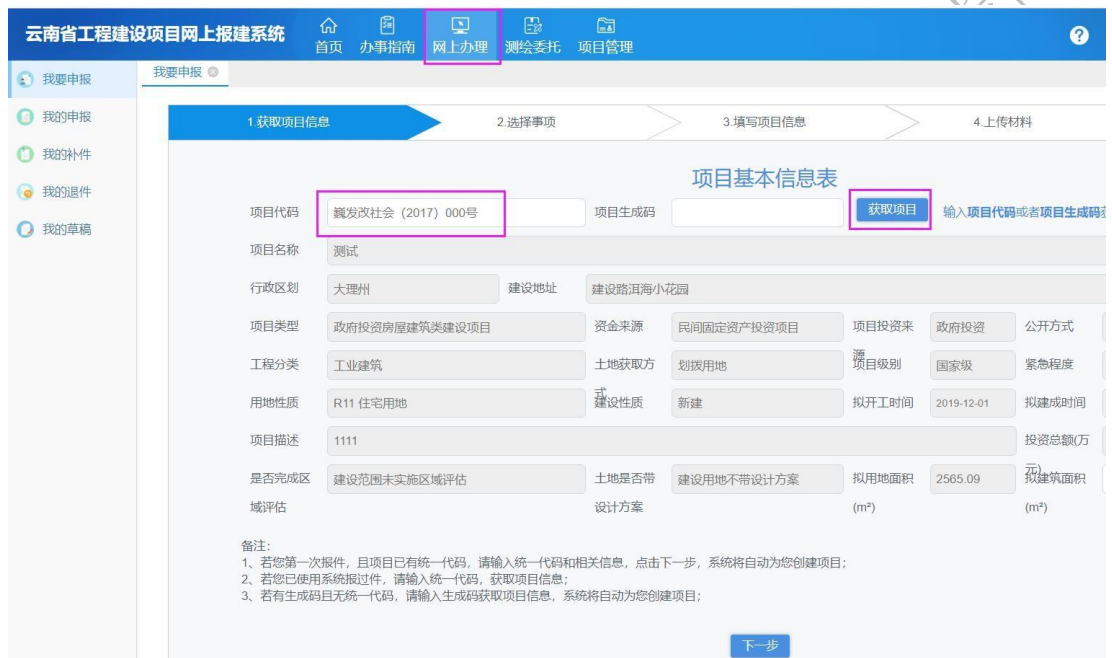 云南省工程建设项目网上报建系统
首页 办事指南 网上办理 测绘委托 项目管理
?
我要申报
我的申报
我的补件
我的退件
我的草稿
我要申报
1.获取项目信息 2.选择事项 3.填写项目信息 4.上传材料
项目基本信息表
项目代码 巍发改社会（2017）000号 项目生成码 获取项目 输入项目代码或者项目生成码
项目名称 测试
行政区划 大理州 建设地址 建设路洱海小花园
项目类型 政府投资房屋建筑类建设项目 资金来源 民间固定资产投资项目 项目投资来源 政府投资 公开方式
工程分类 工业建筑 土地获取方式 划拨用地 项目级别 国家级 紧急程度
用地性质 R11 住宅用地 建设性质 新建 拟开工时间 2019-12-01 拟建成时间
项目描述 1111 投资总额(万元)
是否完成区域评估 建设范围未实施区域评估 土地是否带设计方案 建设用地不带设计方案 拟用地面积(m²) 2565.09 拟建筑面积(m²)
备注：
1、若您第一次报件，且项目已有统一代码，请输入统一代码和相关信息，点击下一步，系统将自动为您创建项目；
2、若您已使用系统报过件，请输入统一代码，获取项目信息；
3、若有生成码且无统一代码，请输入生成码获取项目信息，系统将自动为您创建项目；
下一步